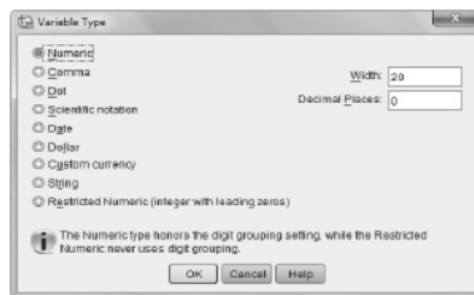 Variable Type
Numeric
Comma
Dot
Scientific notation
Date
Dollar
Custom currency
String
Restricted Numeric (integer with leading zeros)
Width: 20
Decimal Places: 0
The Numeric type honors the digit grouping setting, while the Restricted
Numeric never uses digit grouping.
OK Cancel Help